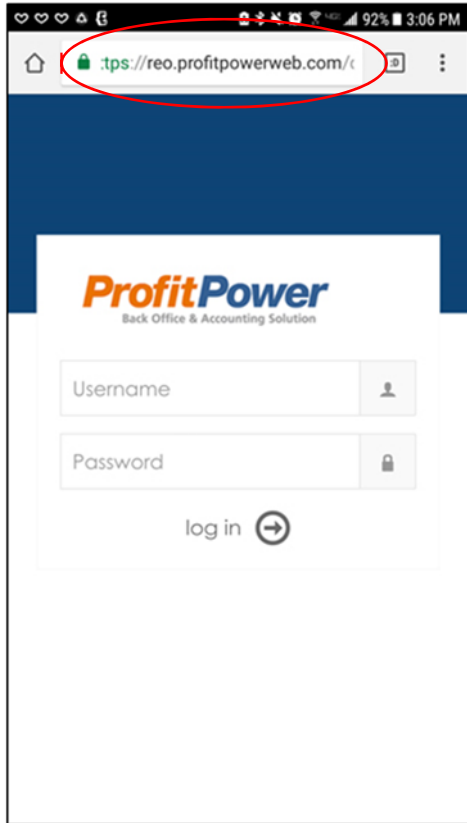 92% 3:06 PM
:tps://reo.profitpowerweb.com/c
:D
ProfitPower
Back Office & Accounting Solution
Username
Password
log in